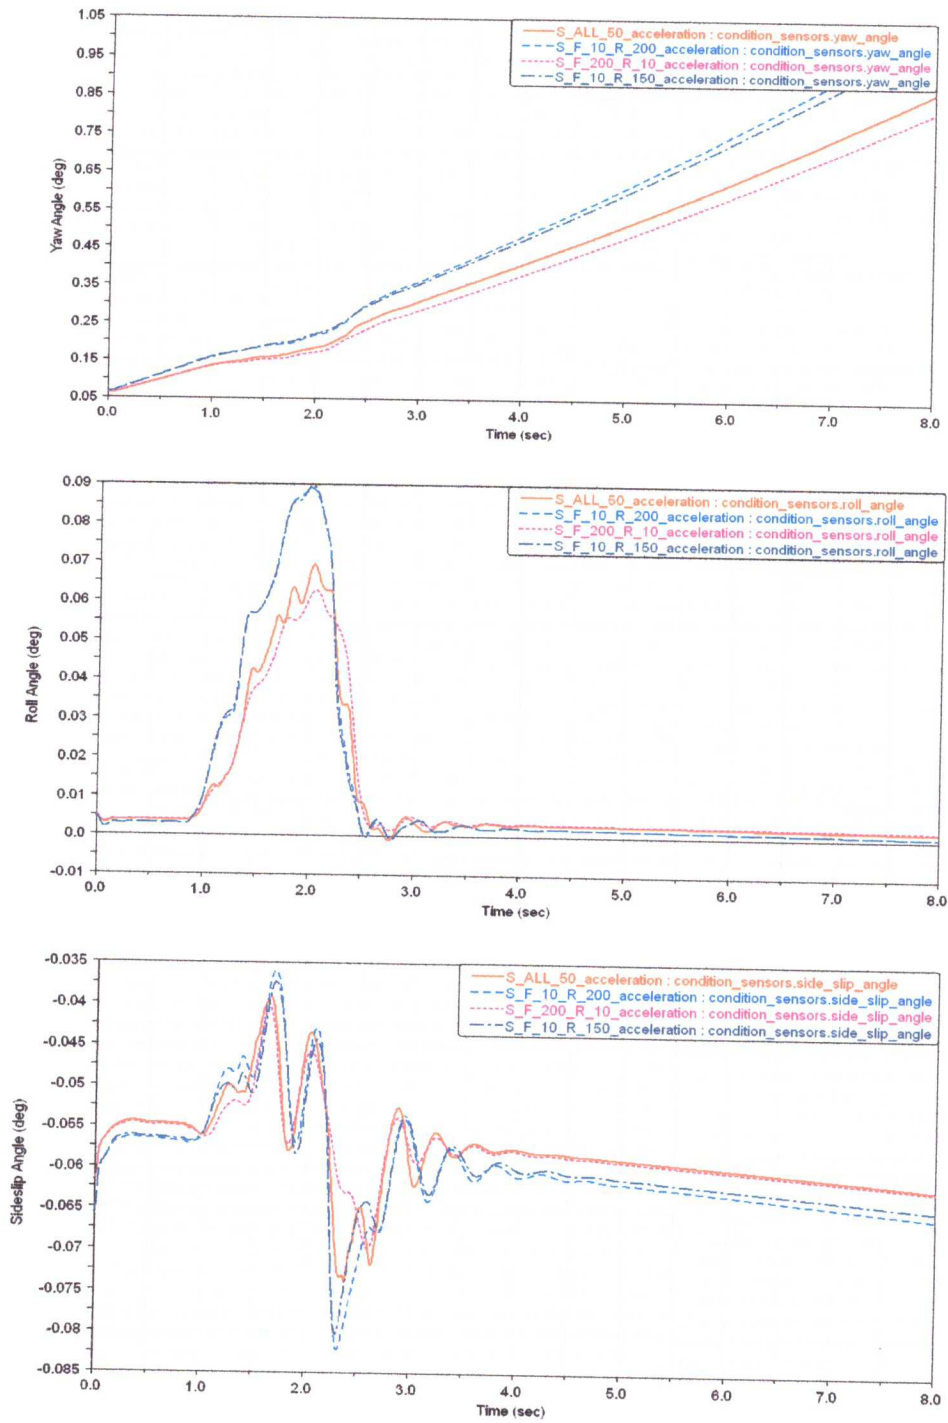 1.05
0.95
0.85
0.75
0.65
0.55
0.45
0.35
0.25
0.15
0.05
Yaw Angle (deg)
S_ALL_50_acceleration : condition_sensors.yaw_angle
S_F_10_R_200_acceleration : condition_sensors.yaw_angle
S_F_200_R_10_acceleration : condition_sensors.yaw_angle
S_F_10_R_150_acceleration : condition_sensors.yaw_angle
0.0 1.0 2.0 3.0 4.0 5.0 6.0 7.0 8.0
Time (sec)
0.09
0.08
0.07
0.06
0.05
0.04
0.03
0.02
0.01
0.0
-0.01
Roll Angle (deg)
S_ALL_50_acceleration : condition_sensors.roll_angle
S_F_10_R_200_acceleration : condition_sensors.roll_angle
S_F_200_R_10_acceleration : condition_sensors.roll_angle
S_F_10_R_150_acceleration : condition_sensors.roll_angle
0.0 1.0 2.0 3.0 4.0 5.0 6.0 7.0 8.0
Time (sec)
-0.035
-0.04
-0.045
-0.05
-0.055
-0.06
-0.065
-0.07
-0.075
-0.08
-0.085
Sideslip Angle (deg)
S_ALL_50_acceleration : condition_sensors.side_slip_angle
S_F_10_R_200_acceleration : condition_sensors.side_slip_angle
S_F_200_R_10_acceleration : condition_sensors.side_slip_angle
S_F_10_R_150_acceleration : condition_sensors.side_slip_angle
0.0 1.0 2.0 3.0 4.0 5.0 6.0 7.0 8.0
Time (sec)